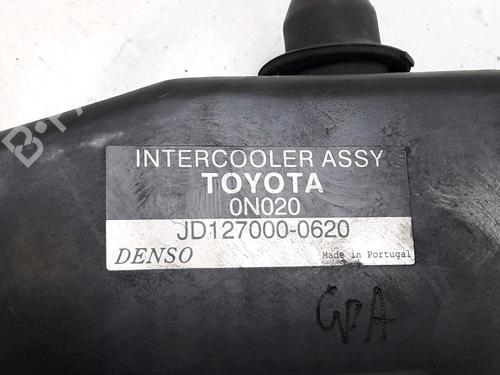 INTERCOOLER ASSY
TOYOTA
0N020
JD127000-0620
DENSO Made in Portugal